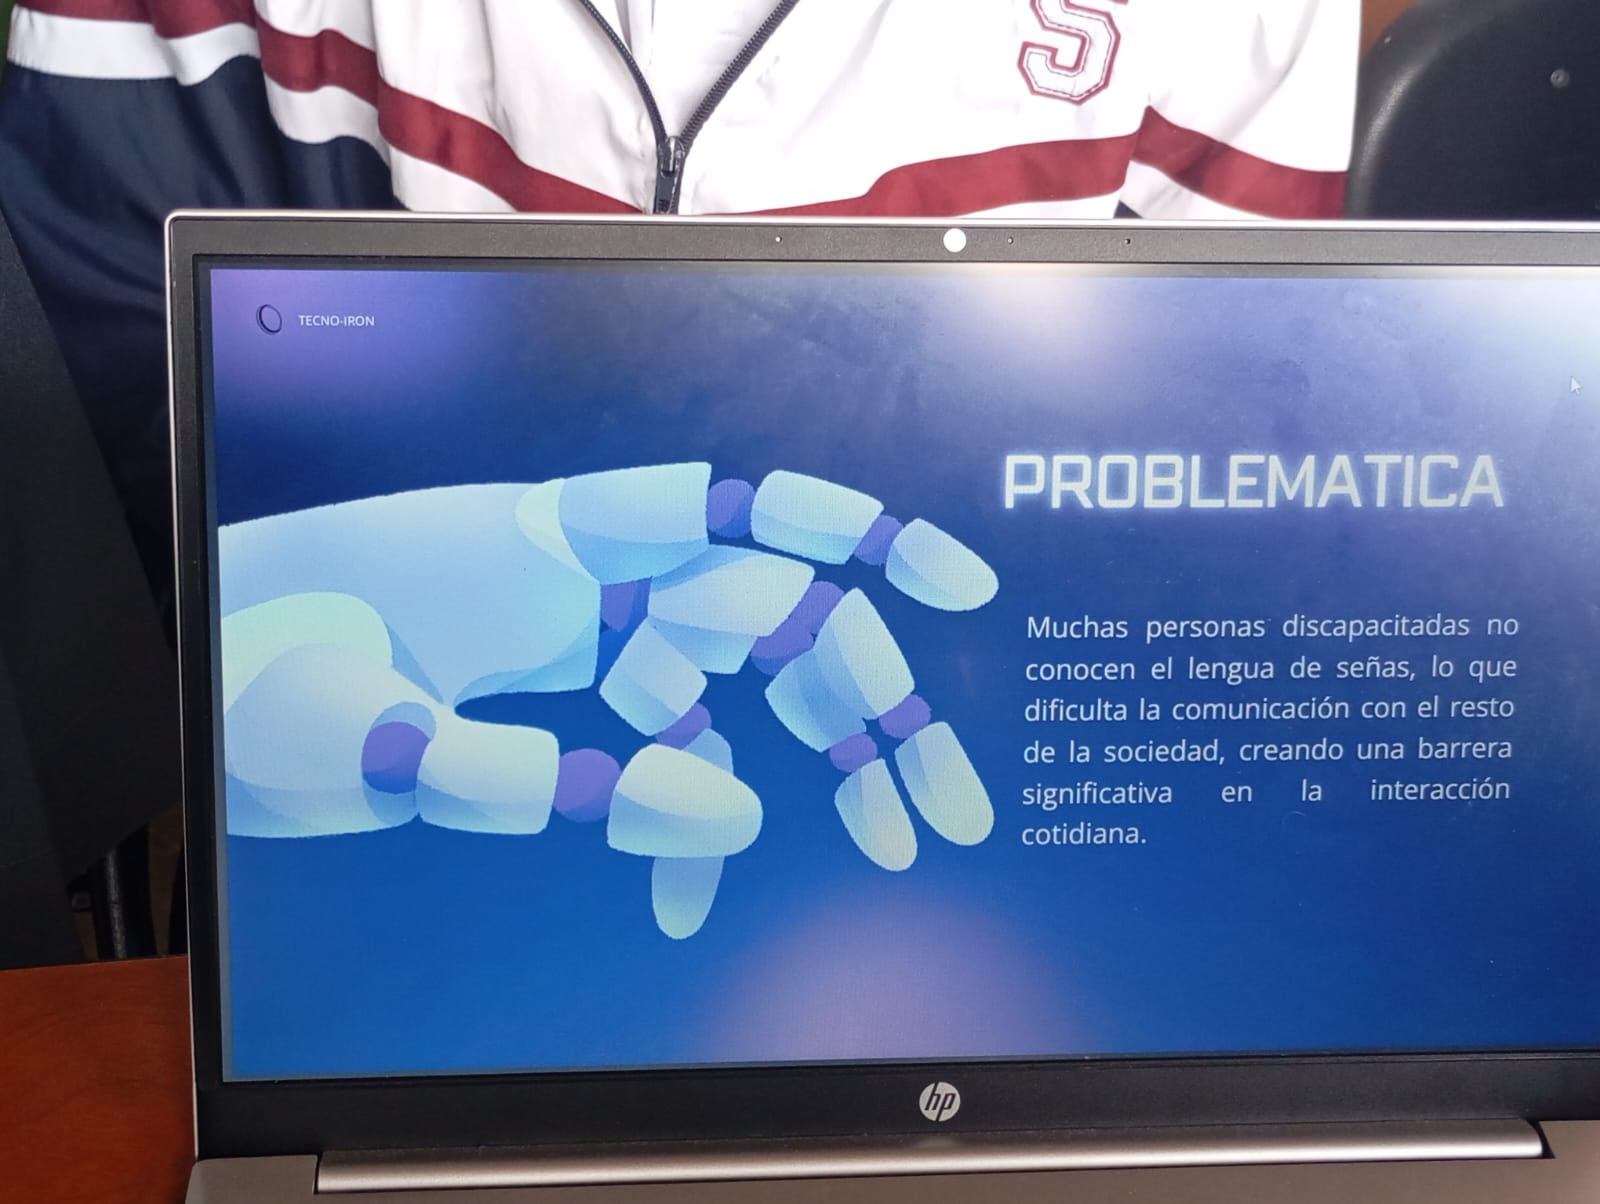 S
TECNO-IRON
PROBLEMATICA
Muchas personas discapacitadas no
conocen el lengua de señas, lo que
dificulta la comunicación con el resto
de la sociedad, creando una barrera
significativa en la interacción
cotidiana.
hp